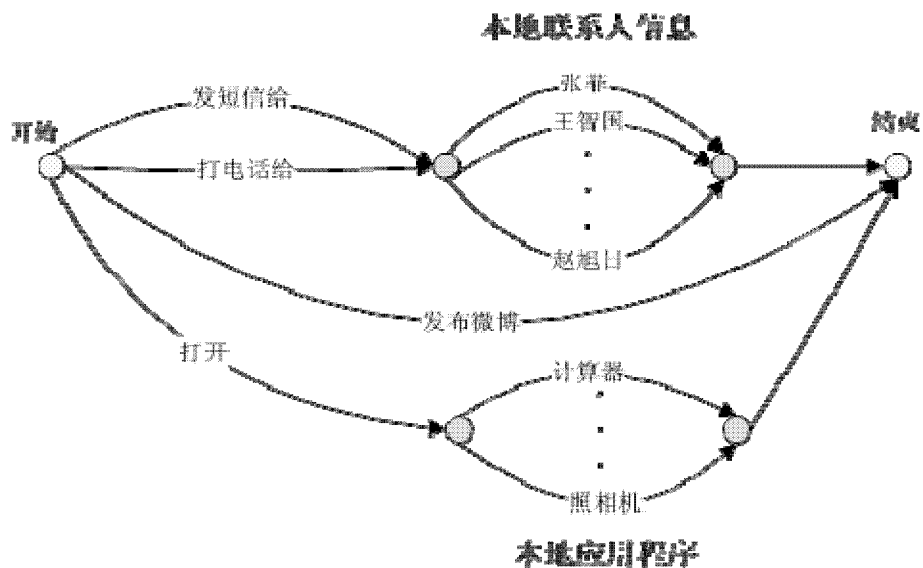 本地联系人信息
发短信给
张菲
开始
王智国
结束
打电话给
赵旭日
发布微博
打开
计算器
照相机
本地应用程序